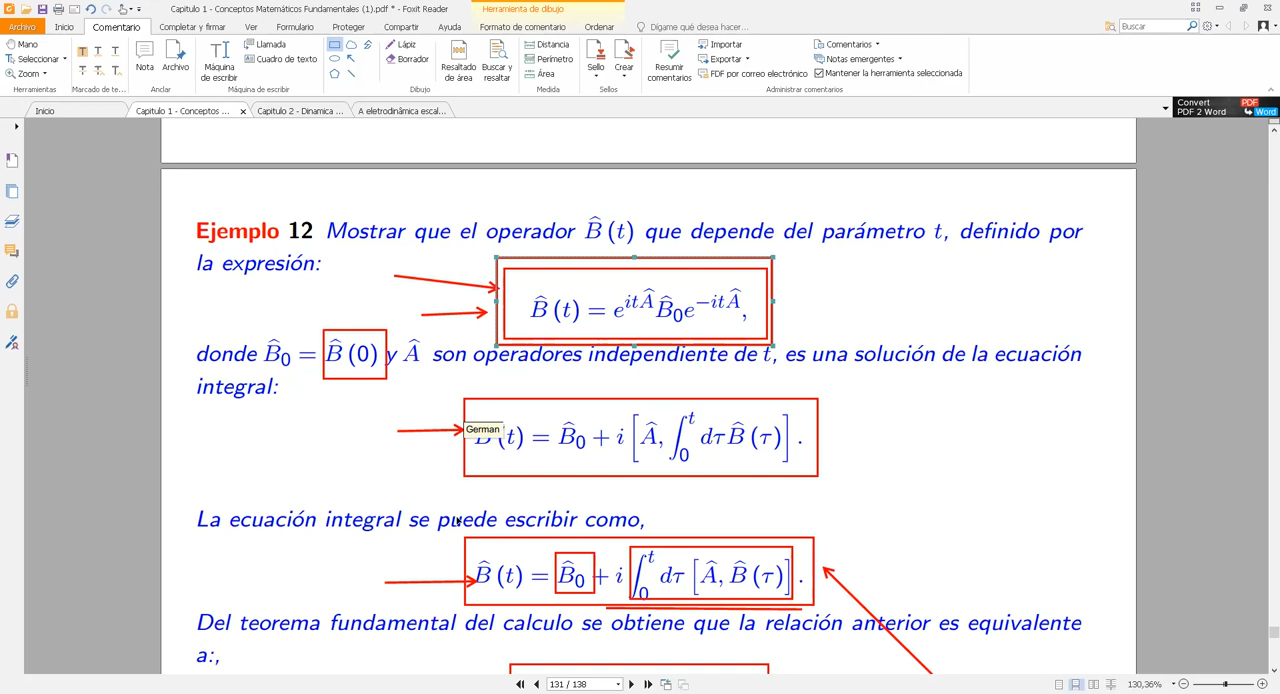 Capitulo 1 - Conceptos Matemáticos Fundamentales (1).pdf * - Foxit Reader
Herramienta de dibujo
Archivo Inicio Comentario Completar y firmar Ver Formulario Proteger Compartir Ayuda Formato de comentario Ordenar Dígame qué desea hacer... Buscar
Mano
Seleccionar
Zoom
Herramientas
Marcado de te...
Nota
Archivo
Anclar
Máquina de escribir
Llamada
Cuadro de texto
Máquina de escribir
Lápiz
Borrador
Dibujo
Resaltado de área
Buscar y resaltar
Distancia
Perímetro
Área
Medida
Sello
Crear
Sellos
Resumir comentarios
Importar
Exportar
FDF por correo electrónico
Comentarios
Notas emergentes
Mantener la herramienta seleccionada
Administrar comentarios
Inicio Capitulo 1 - Conceptos ... Capitulo 2 - Dinamica ... A eletrodinâmica escal...
Convert PDF
PDF 2 Word Word
Ejemplo 12 Mostrar que el operador B̂ (t) que depende del parámetro t, definido por
la expresión:
B̂ (t) = e^{itÂ} B̂₀ e^{−itÂ},
donde B̂₀ = B̂ (0) y Â son operadores independiente de t, es una solución de la ecuación
integral:
B̂ (t) = B̂₀ + i [Â, ∫₀ᵗ dτ B̂ (τ)] .
German
La ecuación integral se puede escribir como,
B̂ (t) = B̂₀ + i ∫₀ᵗ dτ [Â, B̂ (τ)] .
Del teorema fundamental del calculo se obtiene que la relación anterior es equivalente
a:,
131 / 138
130,36%